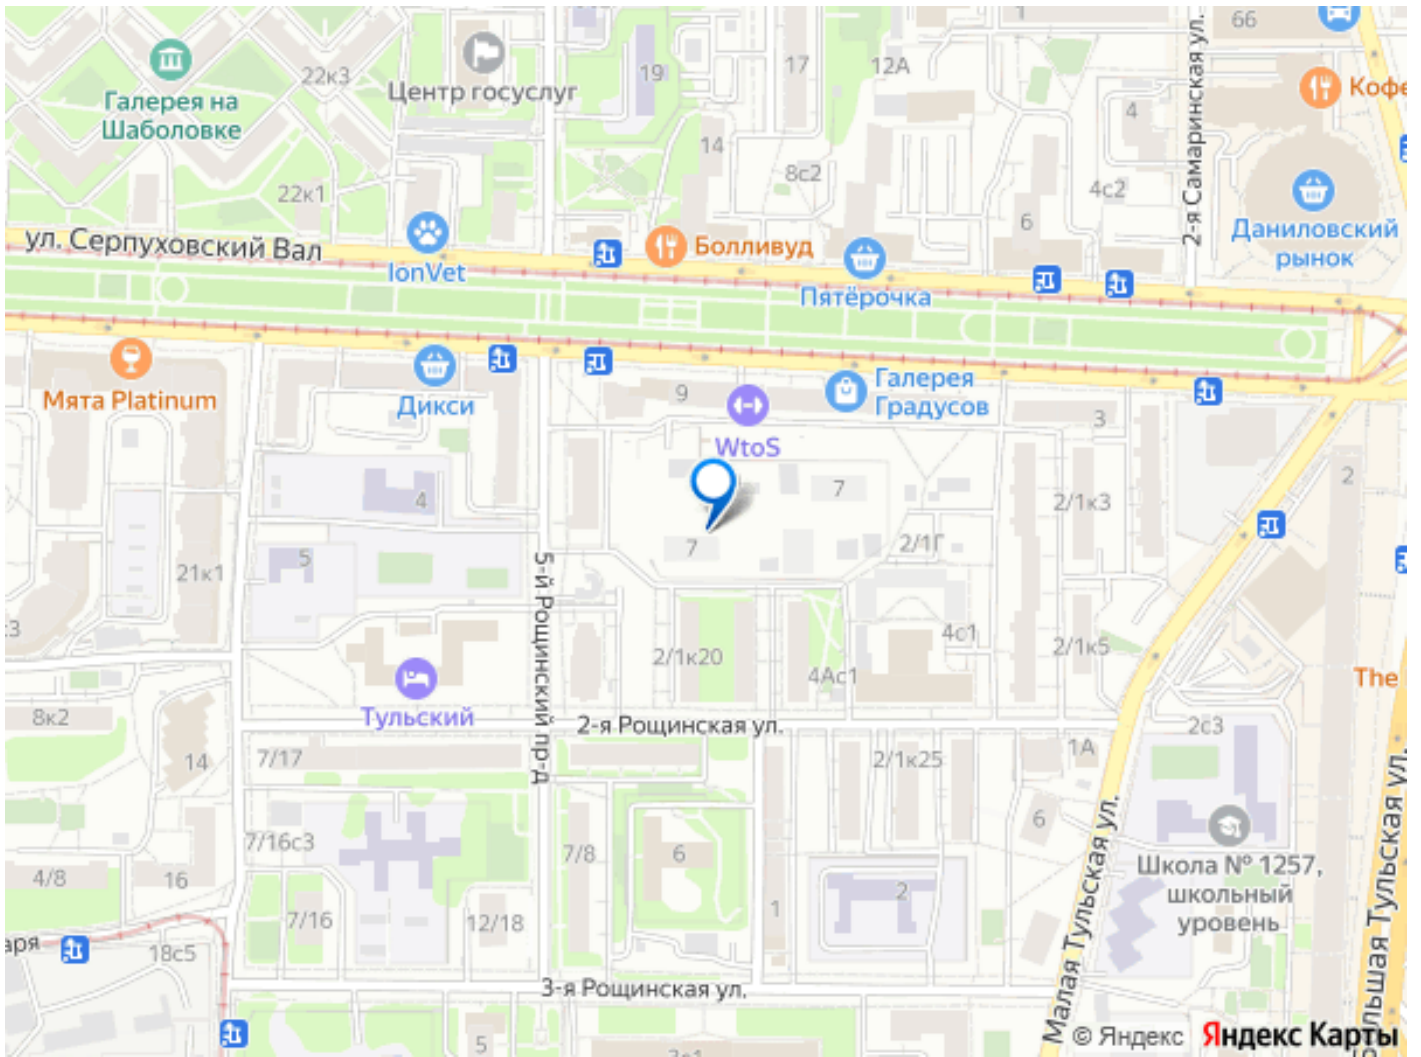 66
1
17
12А
19
22к3
Центр госуслуг
Галерея на
Шаболовке
Кофе
4
14
8с2
4с2
2-я Самаринская ул.
22к1
6
Даниловский
рынок
ул. Серпуховский Вал
IonVet
Болливуд
Пятёрочка
Мята Platinum
Дикси
9
WtoS
Галерея
Градусов
3
2
4
7
2/1к3
7
2/1Г
5
21к1
5-й Рощинский пр-д
4с1
2/1к20
2/1к5
4Ас1
The
Тульский
8к2
2-я Рощинская ул.
2с3
14
7/17
2/1к25
1А
6
Малая Тульская ул.
7/16с3
7/8
6
Школа № 1257,
школьный
уровень
4/8
16
2
7/16
12/18
1
аря
18с5
3-я Рощинская ул.
5
льшая Тульская ул.
© Яндекс
Яндекс Карты